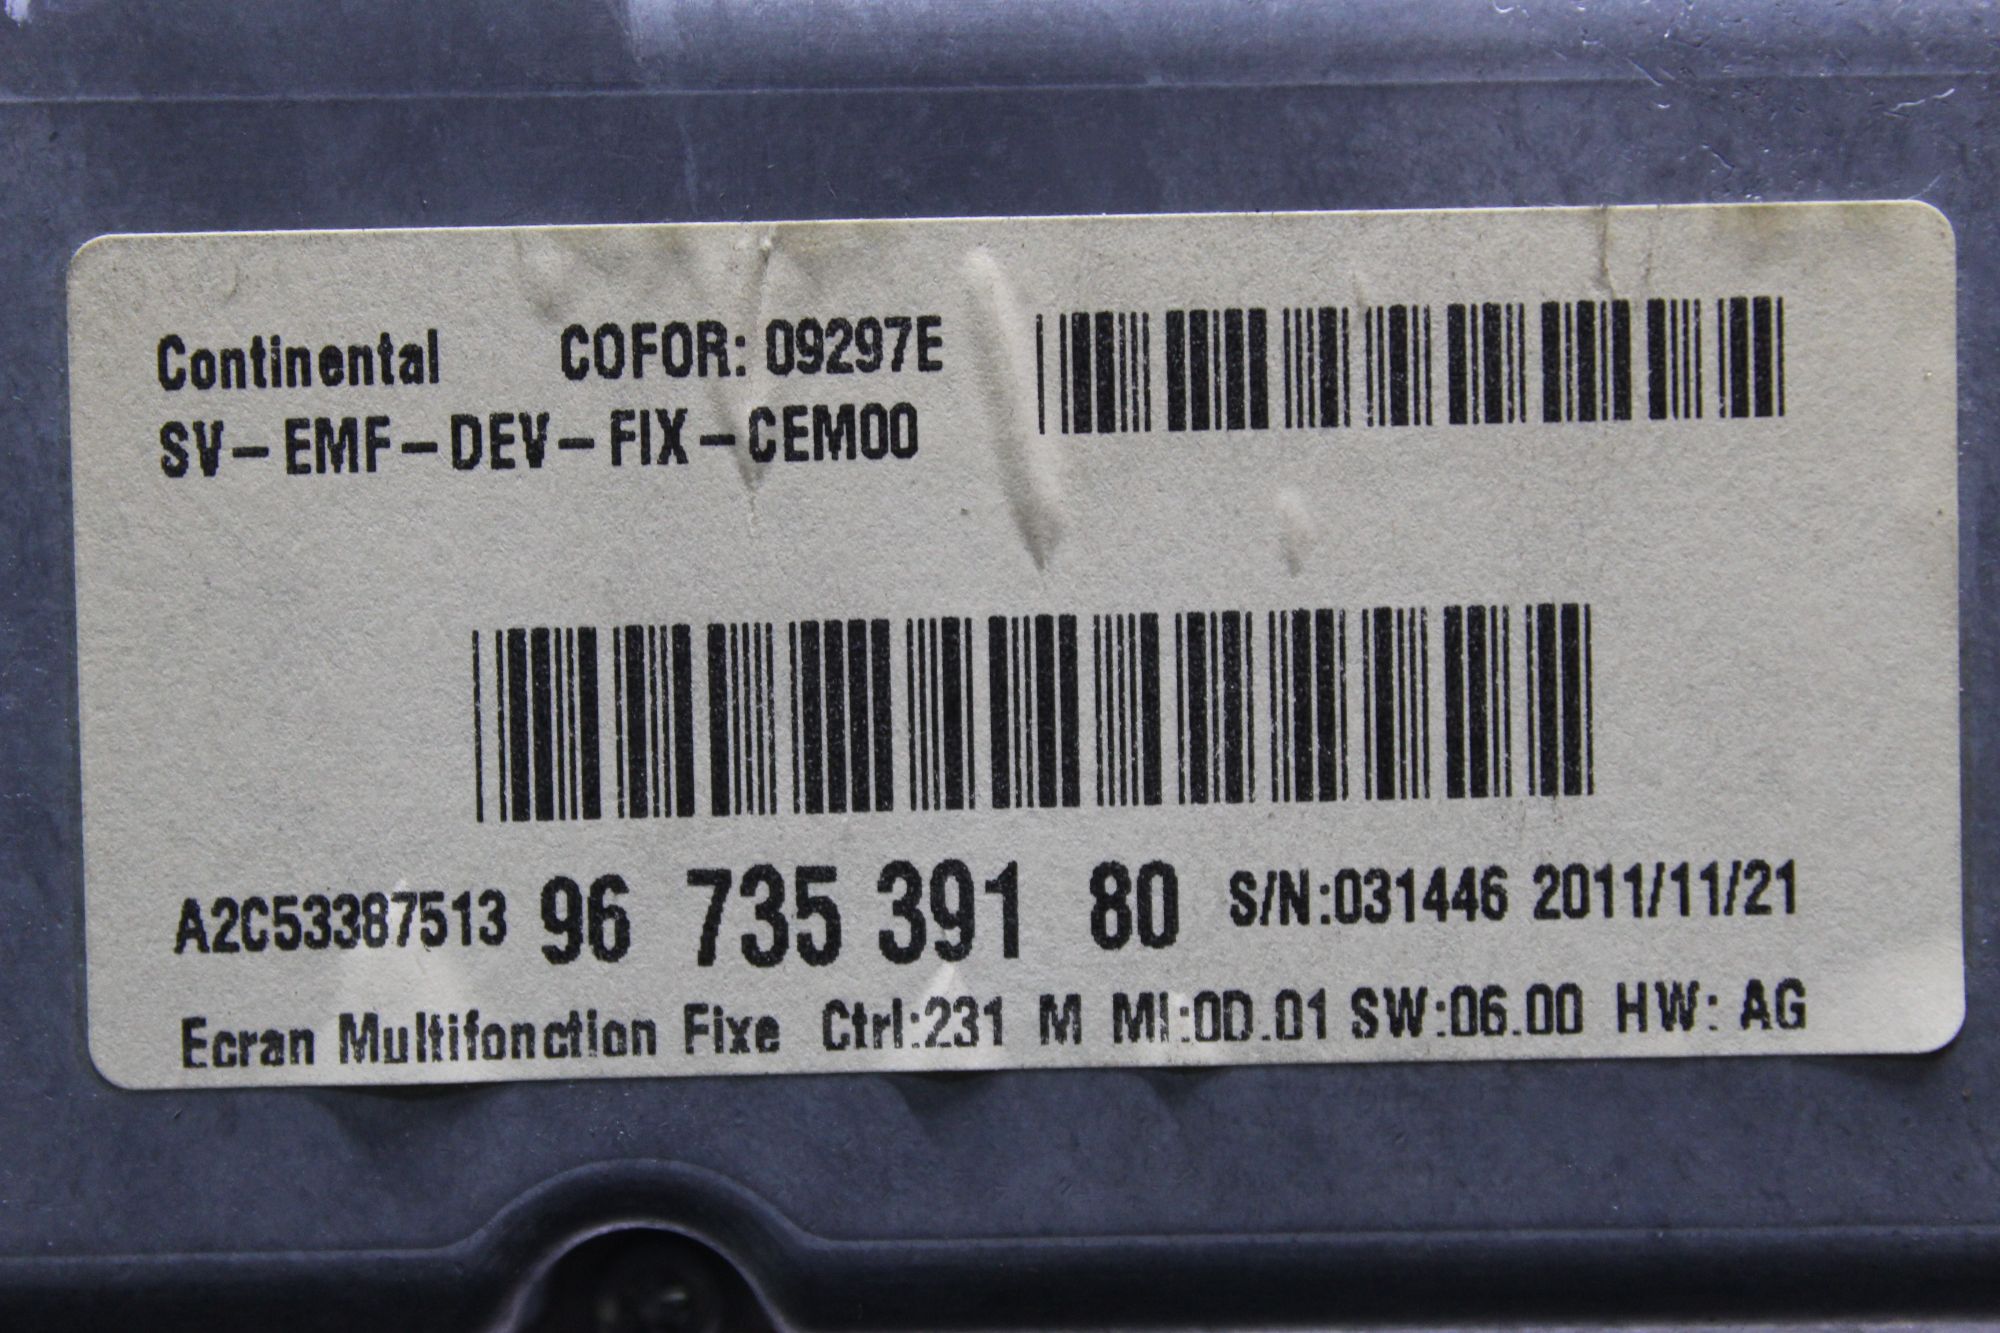 Continental COFOR: 09297E
SV-EMF-DEV-FIX-CEM00
A2C53387513 96 735 391 80 S/N:031446 2011/11/21
Ecran Multifonction Fixe Ctrl:231 M MI:0D.01 SW:06.00 HW: AG